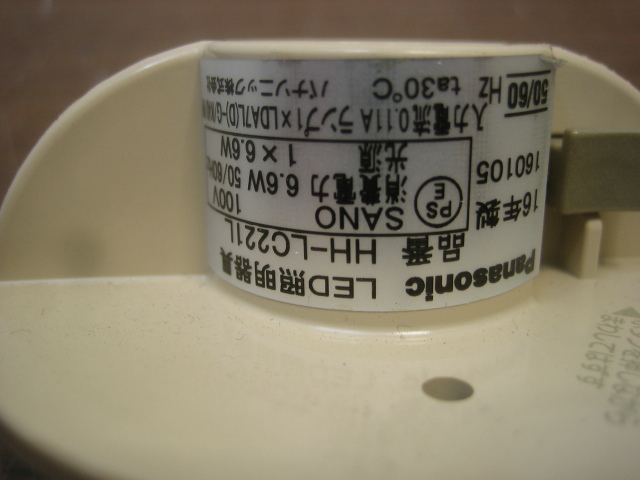 Panasonic LED照明器具
16年製 品番 HH-LC221L
160105 SANO
PS E
消費電力 6.6W 50/60Hz 100V
光源 1×6.6W
入力電流 0.11A ランプ1×LDA7L(D)-G/K/
50/60 HZ ta30℃ パナソニック株式会社